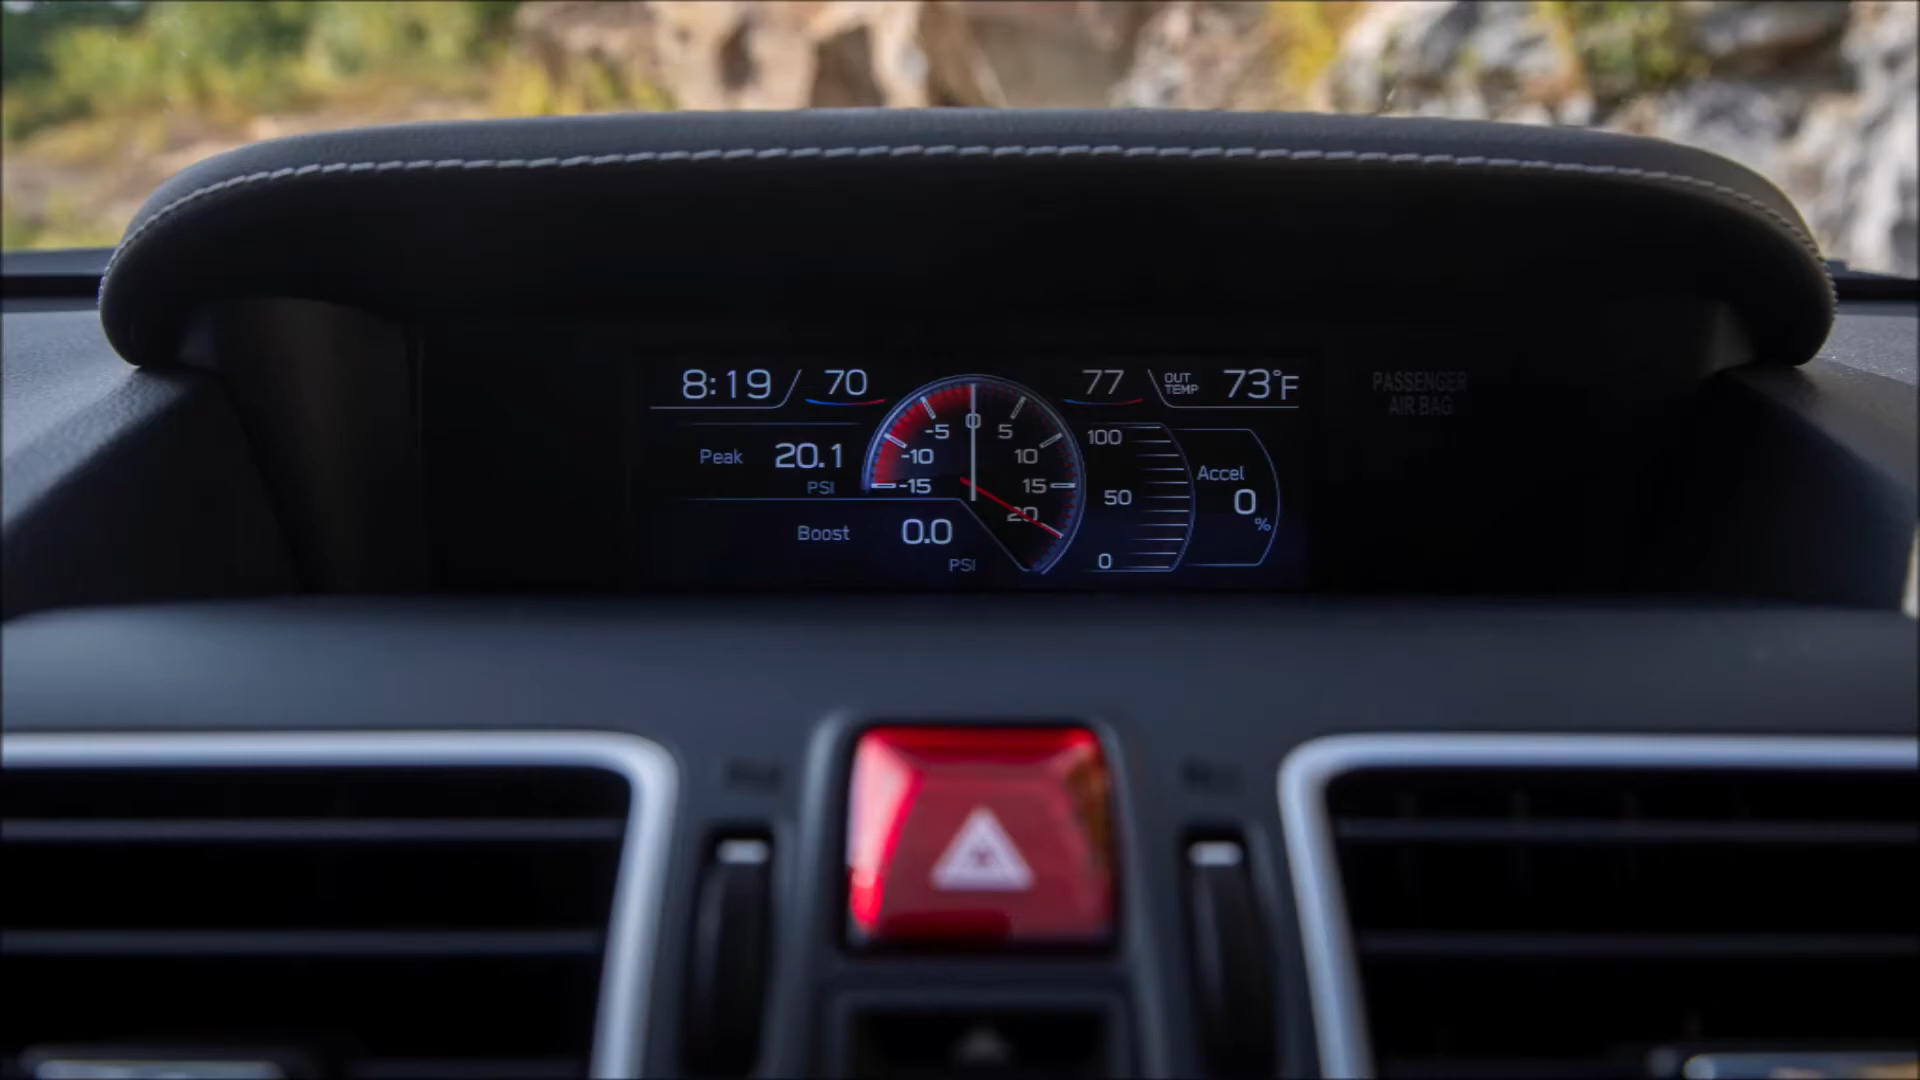 8:19 70 77 OUT TEMP 73°F
PASSENGER
AIR BAG
Peak 20.1
PSI
Boost 0.0
PSI
-15
-10
-5
0
5
10
15
20
100
50
0
Accel
0
%